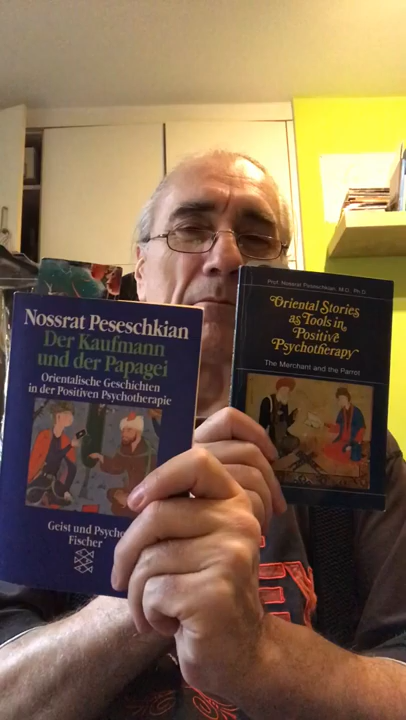 Nossrat Peseschkian
Der Kaufmann
und der Papagei
Orientalische Geschichten
in der Positiven Psychotherapie
Geist und Psyche
Fischer
Prof. Nossrat Peseschkian, M.D., Ph.D.
Oriental Stories
as Tools in
Positive
Psychotherapy
The Merchant and the Parrot